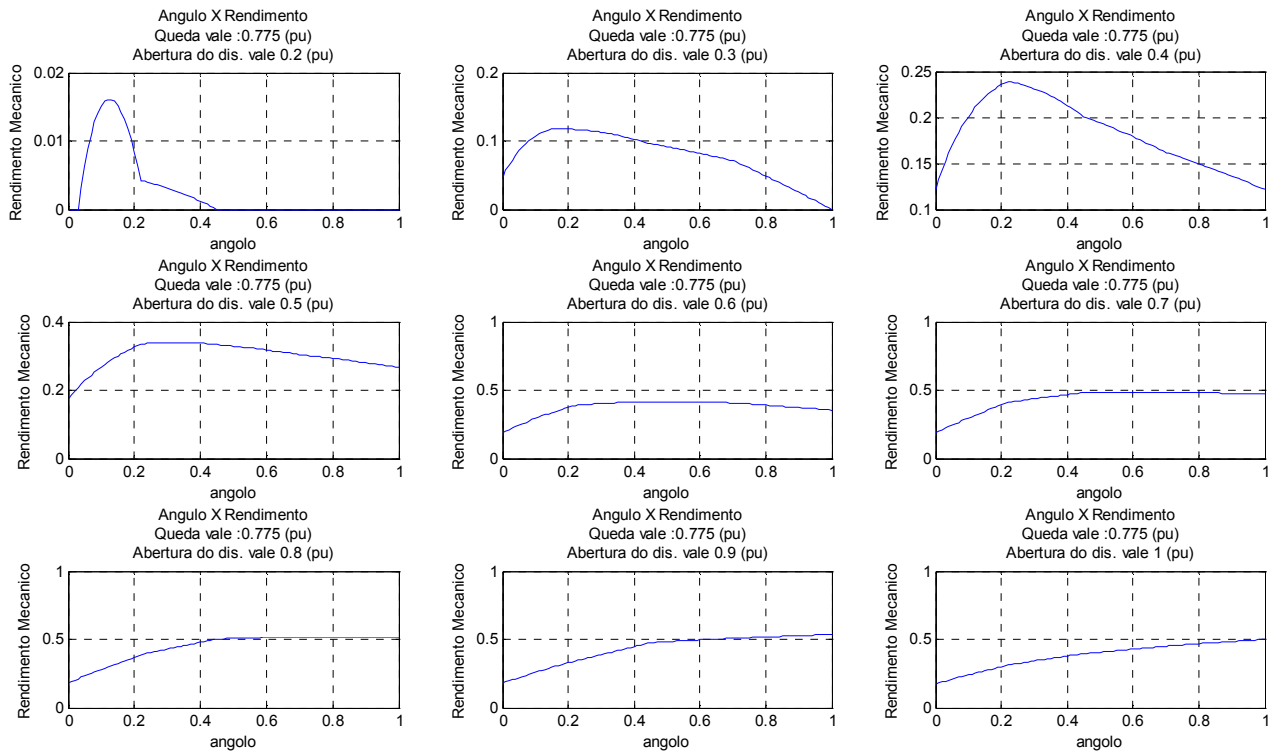 Angulo X Rendimento
Queda vale :0.775 (pu)
Abertura do dis. vale 0.2 (pu)
Rendimento Mecanico
0.02
0.01
0
0 0.2 0.4 0.6 0.8 1
angolo
Angulo X Rendimento
Queda vale :0.775 (pu)
Abertura do dis. vale 0.3 (pu)
Rendimento Mecanico
0.2
0.1
0
0 0.2 0.4 0.6 0.8 1
angolo
Angulo X Rendimento
Queda vale :0.775 (pu)
Abertura do dis. vale 0.4 (pu)
Rendimento Mecanico
0.25
0.2
0.15
0.1
0 0.2 0.4 0.6 0.8 1
angolo
Angulo X Rendimento
Queda vale :0.775 (pu)
Abertura do dis. vale 0.5 (pu)
Rendimento Mecanico
0.4
0.2
0
0 0.2 0.4 0.6 0.8 1
angolo
Angulo X Rendimento
Queda vale :0.775 (pu)
Abertura do dis. vale 0.6 (pu)
Rendimento Mecanico
1
0.5
0
0 0.2 0.4 0.6 0.8 1
angolo
Angulo X Rendimento
Queda vale :0.775 (pu)
Abertura do dis. vale 0.7 (pu)
Rendimento Mecanico
1
0.5
0
0 0.2 0.4 0.6 0.8 1
angolo
Angulo X Rendimento
Queda vale :0.775 (pu)
Abertura do dis. vale 0.8 (pu)
Rendimento Mecanico
1
0.5
0
0 0.2 0.4 0.6 0.8 1
angolo
Angulo X Rendimento
Queda vale :0.775 (pu)
Abertura do dis. vale 0.9 (pu)
Rendimento Mecanico
1
0.5
0
0 0.2 0.4 0.6 0.8 1
angolo
Angulo X Rendimento
Queda vale :0.775 (pu)
Abertura do dis. vale 1 (pu)
Rendimento Mecanico
1
0.5
0
0 0.2 0.4 0.6 0.8 1
angolo